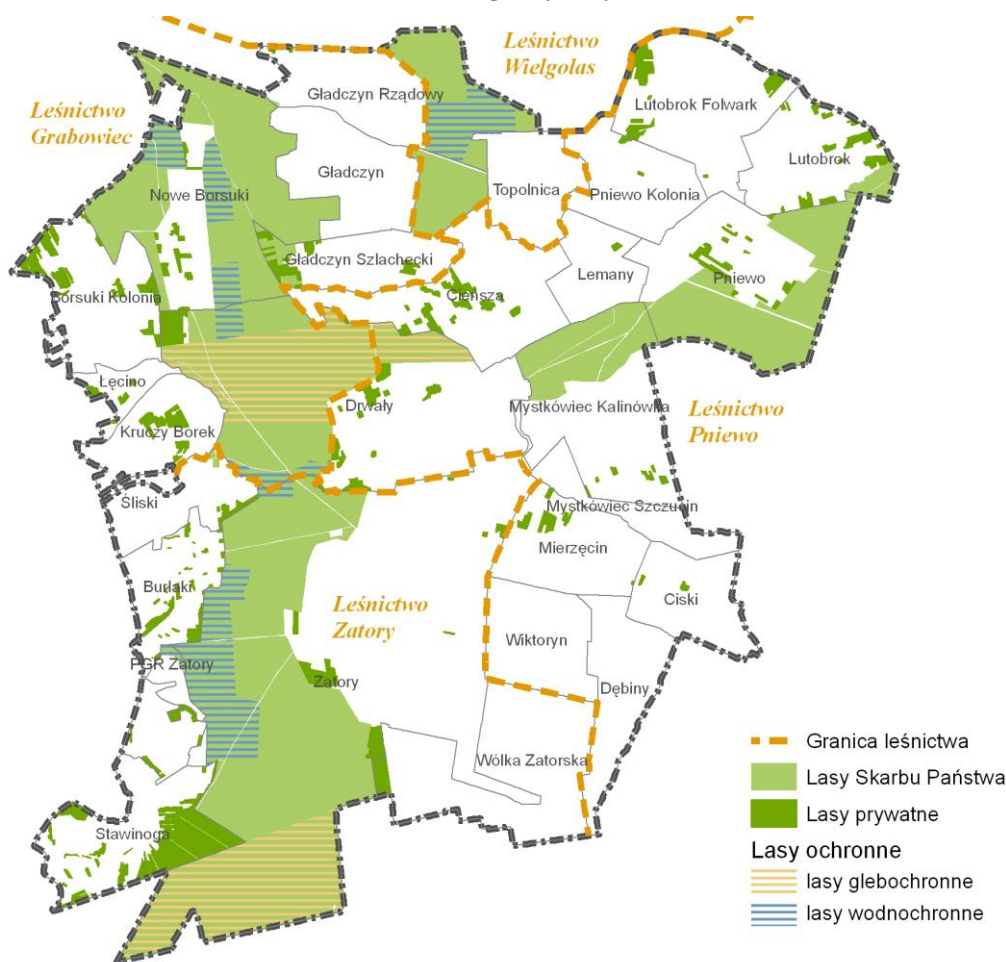 Leśnictwo
Wielgolas
Leśnictwo
Grabowiec
Gładczyn Rządowy
Lutobrok Folwark
Lutobrok
Gładczyn
Topolnica
Nowe Borsuki
Pniewo Kolonia
Gładczyn Szlachecki
Lemany
Pniewo
Borsuki Kolonia
Cieńsza
Łęcino
Drwały
Mystkówiec Kalinówka
Leśnictwo
Pniewo
Kruczy Borek
Śliski
Mystkówiec Szczucin
Mierzęcin
Burlaki
Ciski
Leśnictwo
Zatory
Wiktoryn
PGR Zatory
Zatory
Dębiny
Wólka Zatorska
Stawinoga
Granica leśnictwa
Lasy Skarbu Państwa
Lasy prywatne
Lasy ochronne
lasy glebochronne
lasy wodnochronne